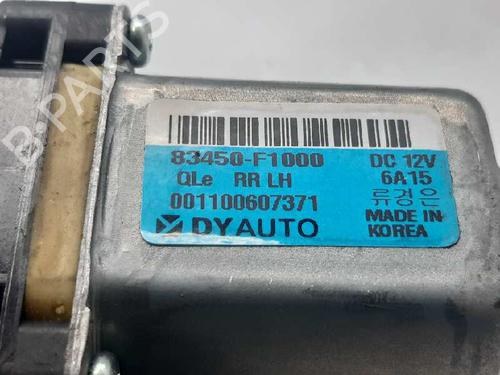 B-PARTS
83450-F1000 DC 12V
QLe RR LH 6A15
001100607371 류경은
DYAUTO MADE IN
KOREA